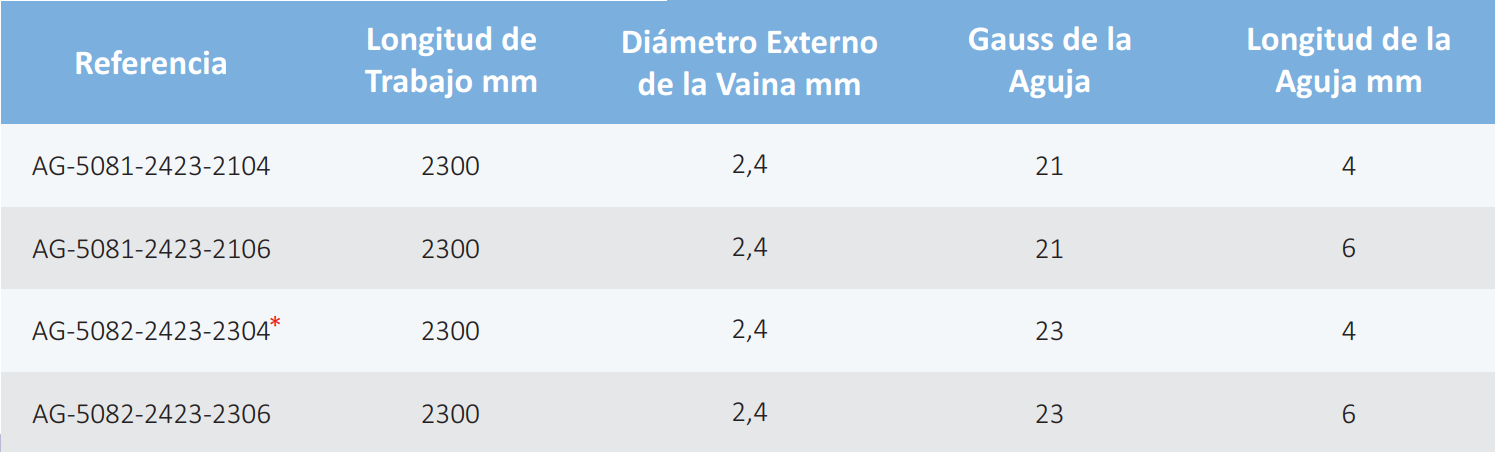 Referencia Longitud de Trabajo mm Diámetro Externo de la Vaina mm Gauss de la Aguja Longitud de la Aguja mm
AG-5081-2423-2104 2300 2,4 21 4
AG-5081-2423-2106 2300 2,4 21 6
AG-5082-2423-2304* 2300 2,4 23 4
AG-5082-2423-2306 2300 2,4 23 6